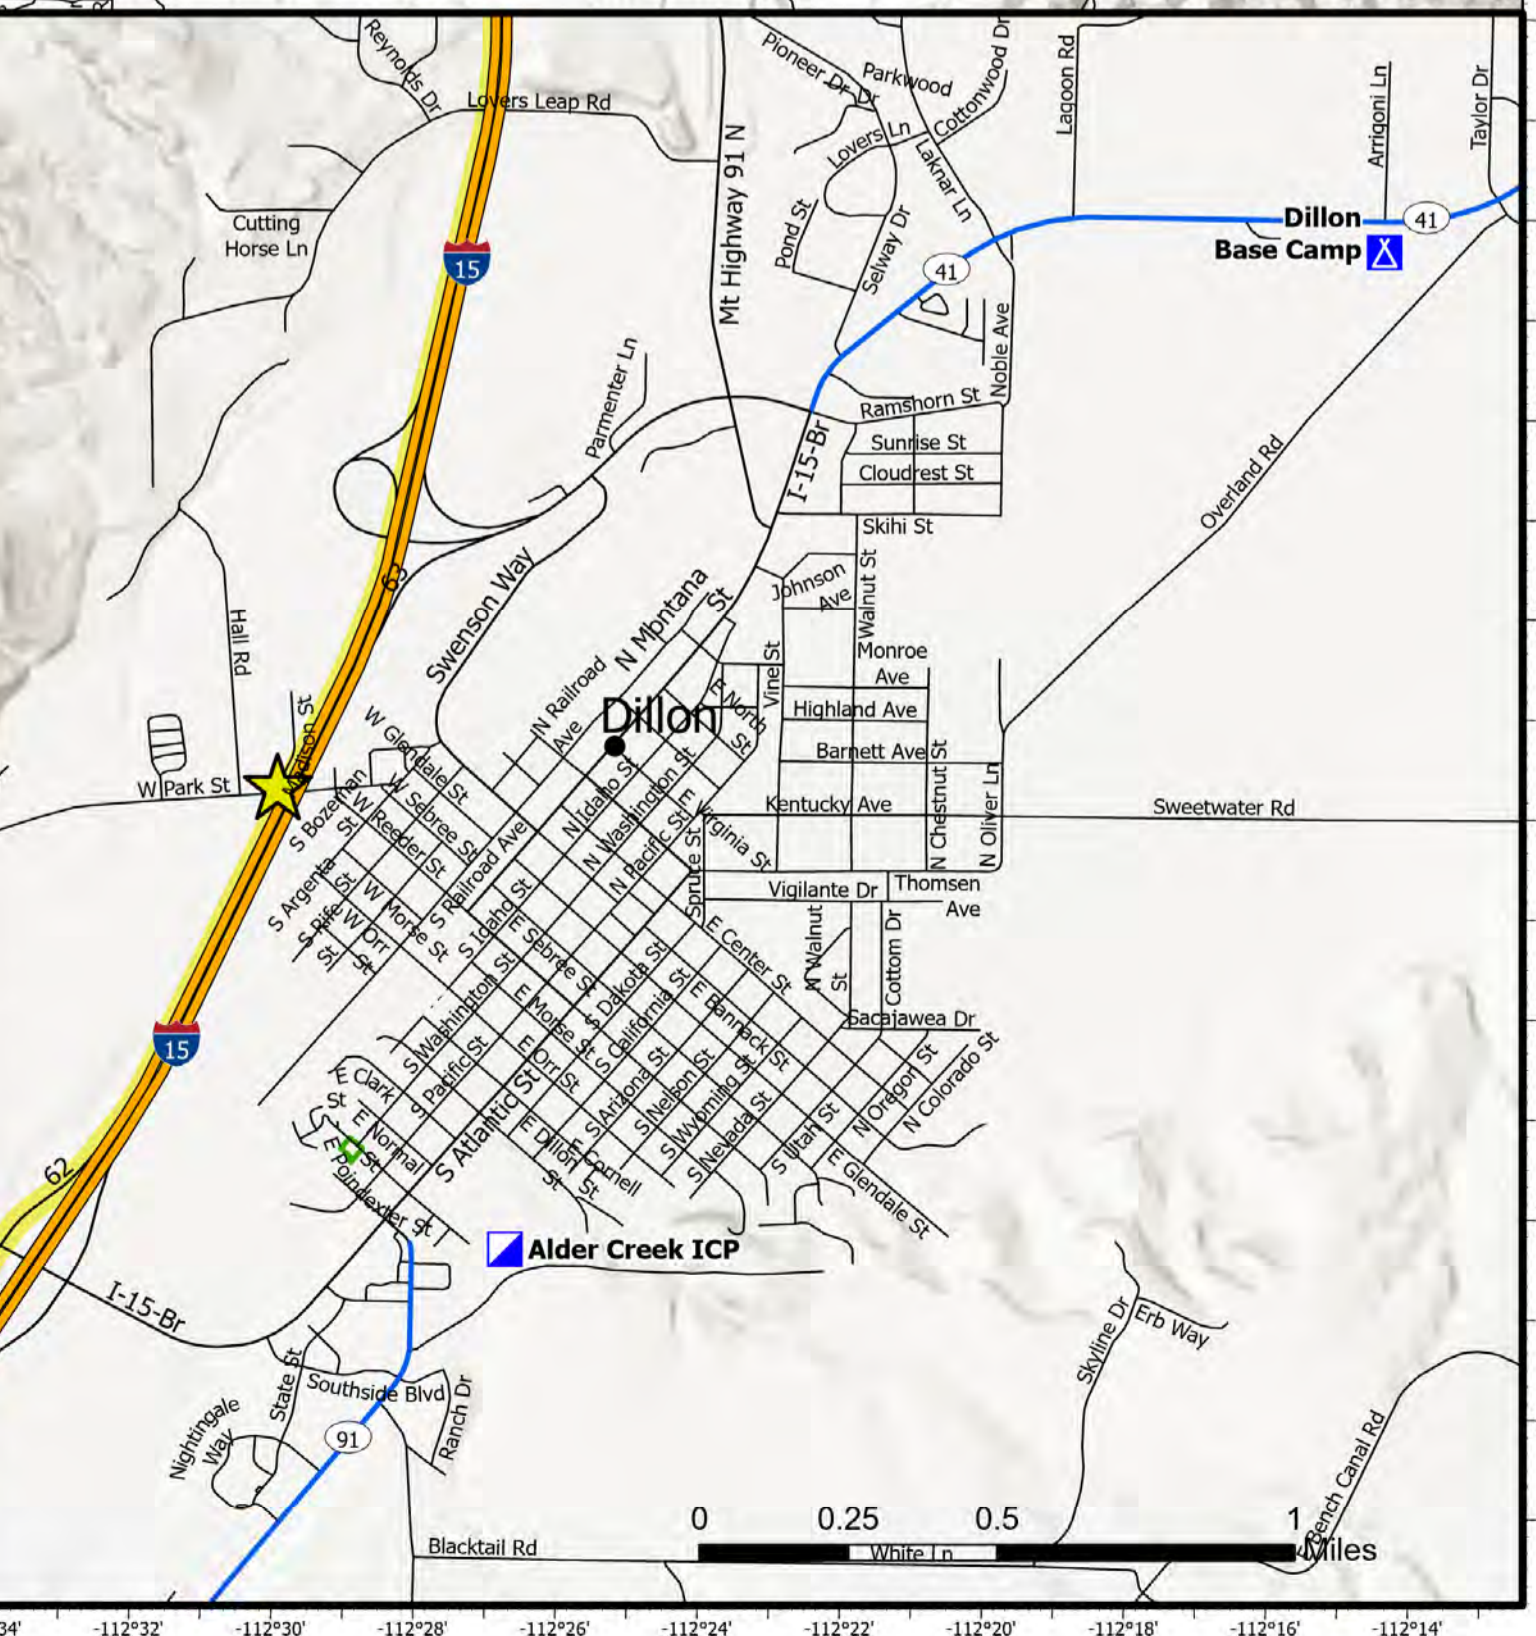 Reynolds Dr
Lovers Leap Rd
Pioneer Dr
Parkwood
Dr
Cottonwood Dr
Lovers Ln
Laknar Ln
Lagoon Rd
Arrigoni Ln
Taylor Dr
Mt Highway 91 N
Cutting
Horse Ln
15
Pond St
Selway Dr
Dillon
41
Base Camp
41
Noble Ave
Parmenter Ln
Ramshorn St
Sunrise St
Cloudrest St
I-15-Br
Skihi St
Overland Rd
63
Swenson Way
Hall Rd
Johnson
Ave
Walnut St
N Montana
St
Monroe
Ave
Vine St
N Railroad
Ave
E North
St
Highland Ave
Dillon
Madison St
W Glendale St
Barnett Ave
W Park St
S Bozeman
St
W Sebree St
W Reeder St
N Idaho St
N Washington St
N Pacific St
E
Virginia St
Kentucky Ave
N Chestnut St
N Oliver Ln
Sweetwater Rd
S Argenta
St
S Rife
St
W Morse St
W Orr
St
S Railroad Ave
S Idaho St
Spruce St
Vigilante Dr
Thomsen
Ave
E Sebree St
E Center St
N Walnut
St
Cottom Dr
S Dakota St
S California St
S Washington St
E Morse St
E Bannack St
Sacajawea Dr
15
E Orr St
S Pacific St
E Clark
St
S Arizona St
S Nelson St
S Wyoming St
S Nevada St
N Oregon St
N Colorado St
S Utah St
E Normal
St
S Atlantic St
E Dillon
St
E Cornell
St
E Glendale St
E Poindexter St
62
Alder Creek ICP
I-15-Br
Skyline Dr
Erb Way
State St
Southside Blvd
Ranch Dr
Nightingale
Way
91
Bench Canal Rd
0
0.25
0.5
1
Miles
Blacktail Rd
White Ln
34'
-112°32'
-112°30'
-112°28'
-112°26'
-112°24'
-112°22'
-112°20'
-112°18'
-112°16'
-112°14'